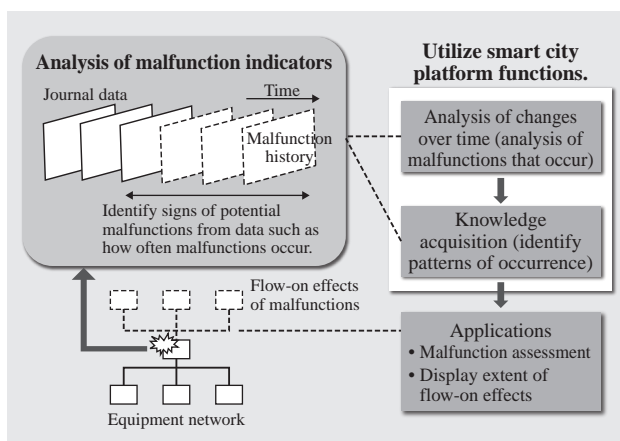 Analysis of malfunction indicators
Journal data
Time
Malfunction
history
Identify signs of potential
malfunctions from data such as
how often malfunctions occur.
Flow-on effects
of malfunctions
Equipment network
Utilize smart city
platform functions.
Analysis of changes
over time (analysis of
malfunctions that occur)
Knowledge
acquisition (identify
patterns of occurrence)
Applications
• Malfunction assessment
• Display extent of
flow-on effects